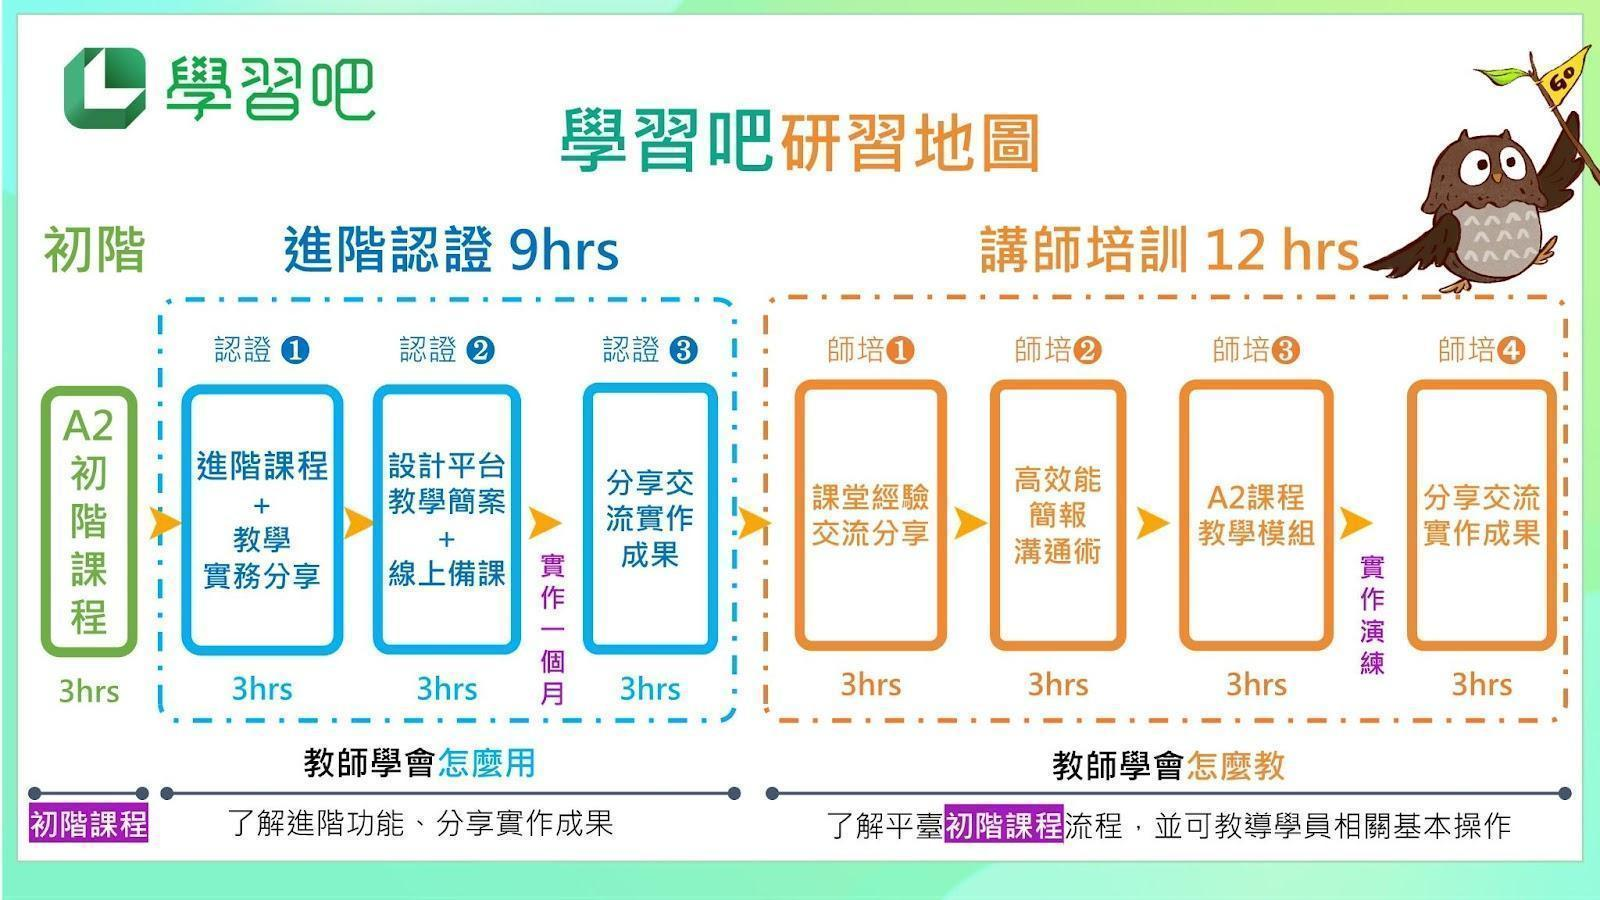 學習吧
Go
學習吧研習地圖
初階
進階認證 9hrs
講師培訓 12 hrs
認證 ❶
認證 ❷
認證 ❸
師培❶
師培❷
師培❸
師培❹
A2
初
階
課
程
進階課程
+
教學
實務分享
設計平台
教學簡案
+
線上備課
實
作
一
個
月
分享交
流實作
成果
課堂經驗
交流分享
高效能
簡報
溝通術
A2課程
教學模組
實
作
演
練
分享交流
實作成果
3hrs
3hrs
3hrs
3hrs
3hrs
3hrs
3hrs
3hrs
教師學會怎麼用
教師學會怎麼教
初階課程
了解進階功能、分享實作成果
了解平臺初階課程流程，並可教導學員相關基本操作